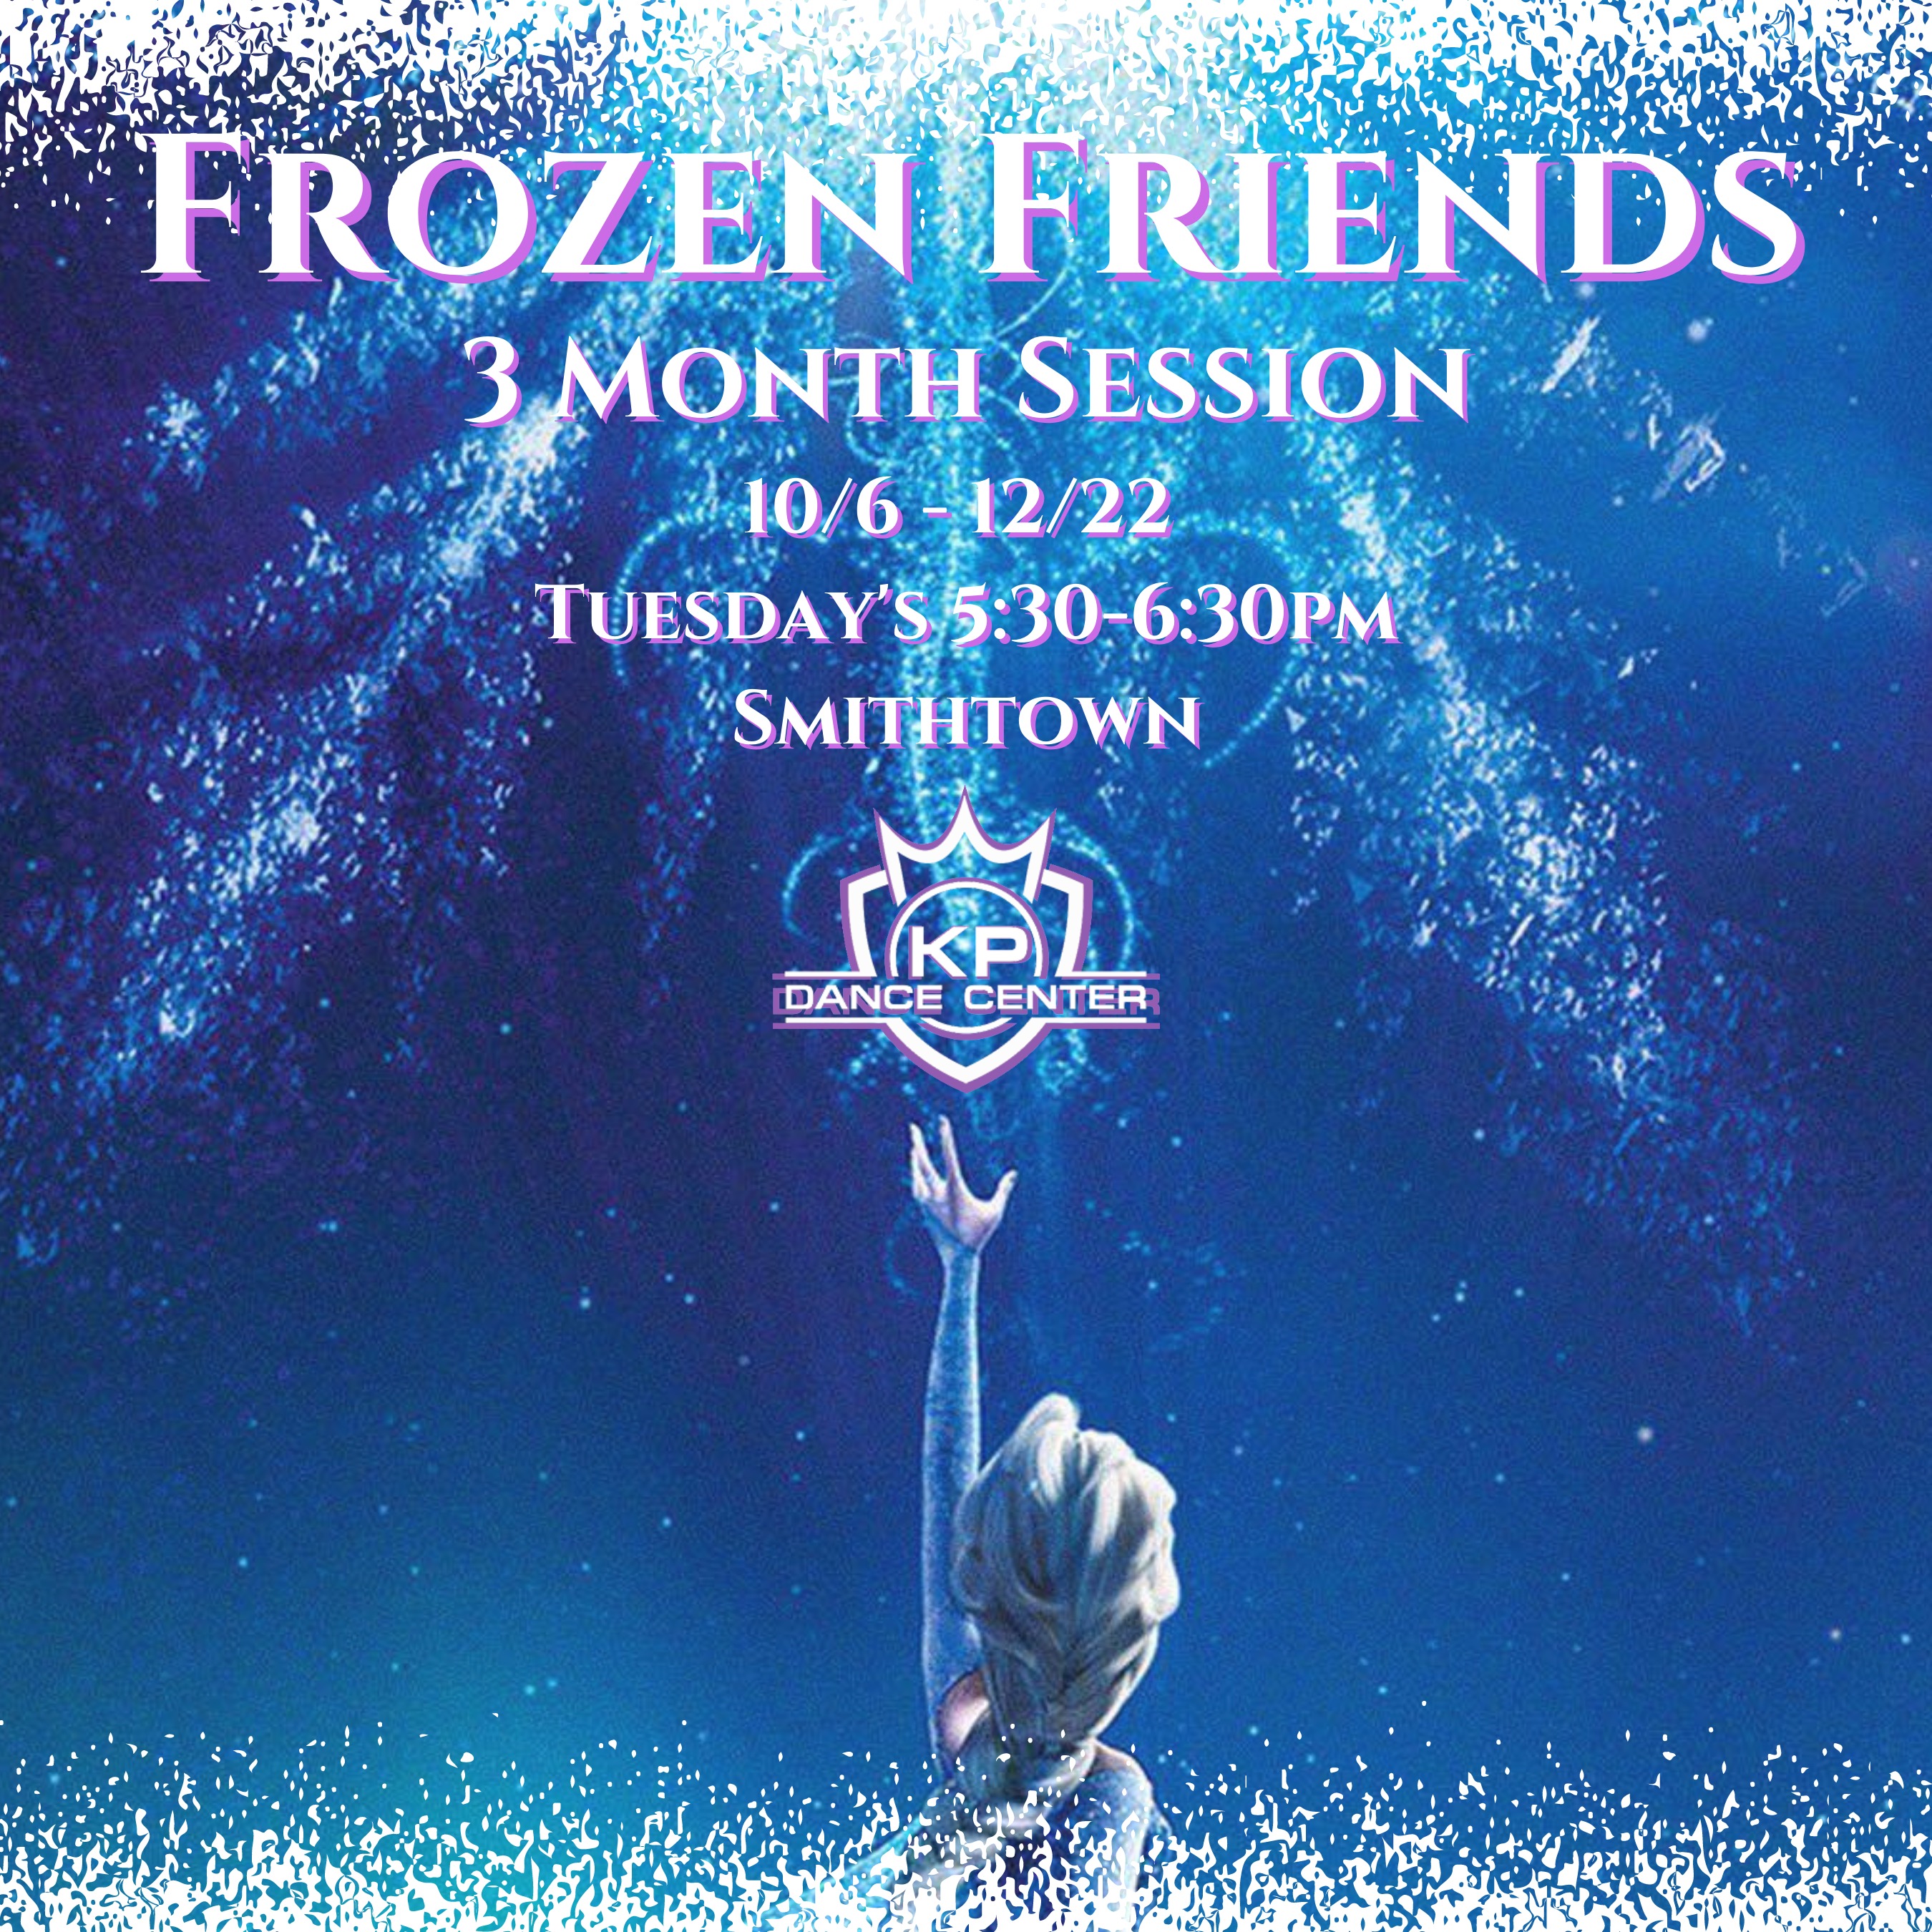 Frozen Friends
3 Month Session
10/6 - 12/22
Tuesday's 5:30-6:30pm
Smithtown
KP
DANCE CENTER